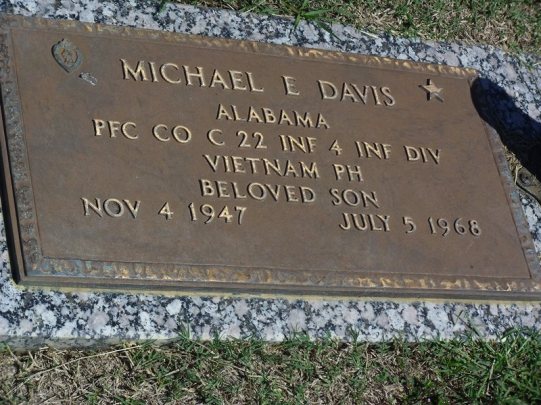 MICHAEL E DAVIS
ALABAMA
PFC CO C 22 INF 4 INF DIV
VIETNAM PH
BELOVED SON
NOV 4 1947 JULY 5 1968